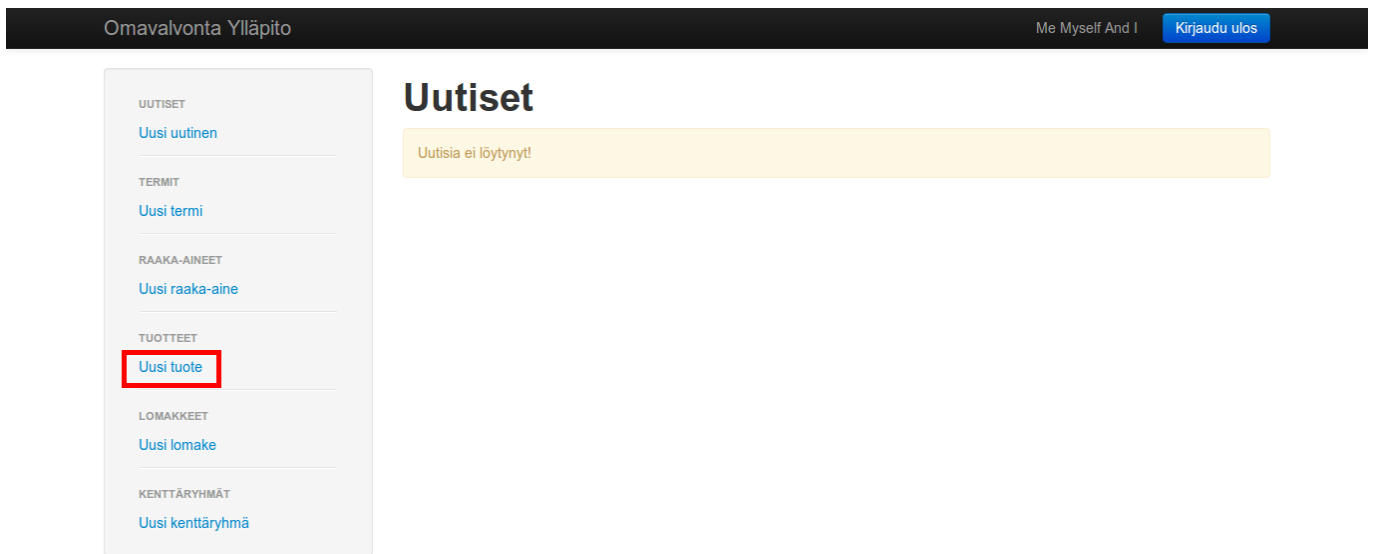 Omavalvonta Ylläpito
Me Myself And I
Kirjaudu ulos
UUTISET
Uusi uutinen
TERMIT
Uusi termi
RAAKA-AINEET
Uusi raaka-aine
TUOTTEET
Uusi tuote
LOMAKKEET
Uusi lomake
KENTTÄRYHMÄT
Uusi kenttäryhmä
Uutiset
Uutisia ei löytynyt!